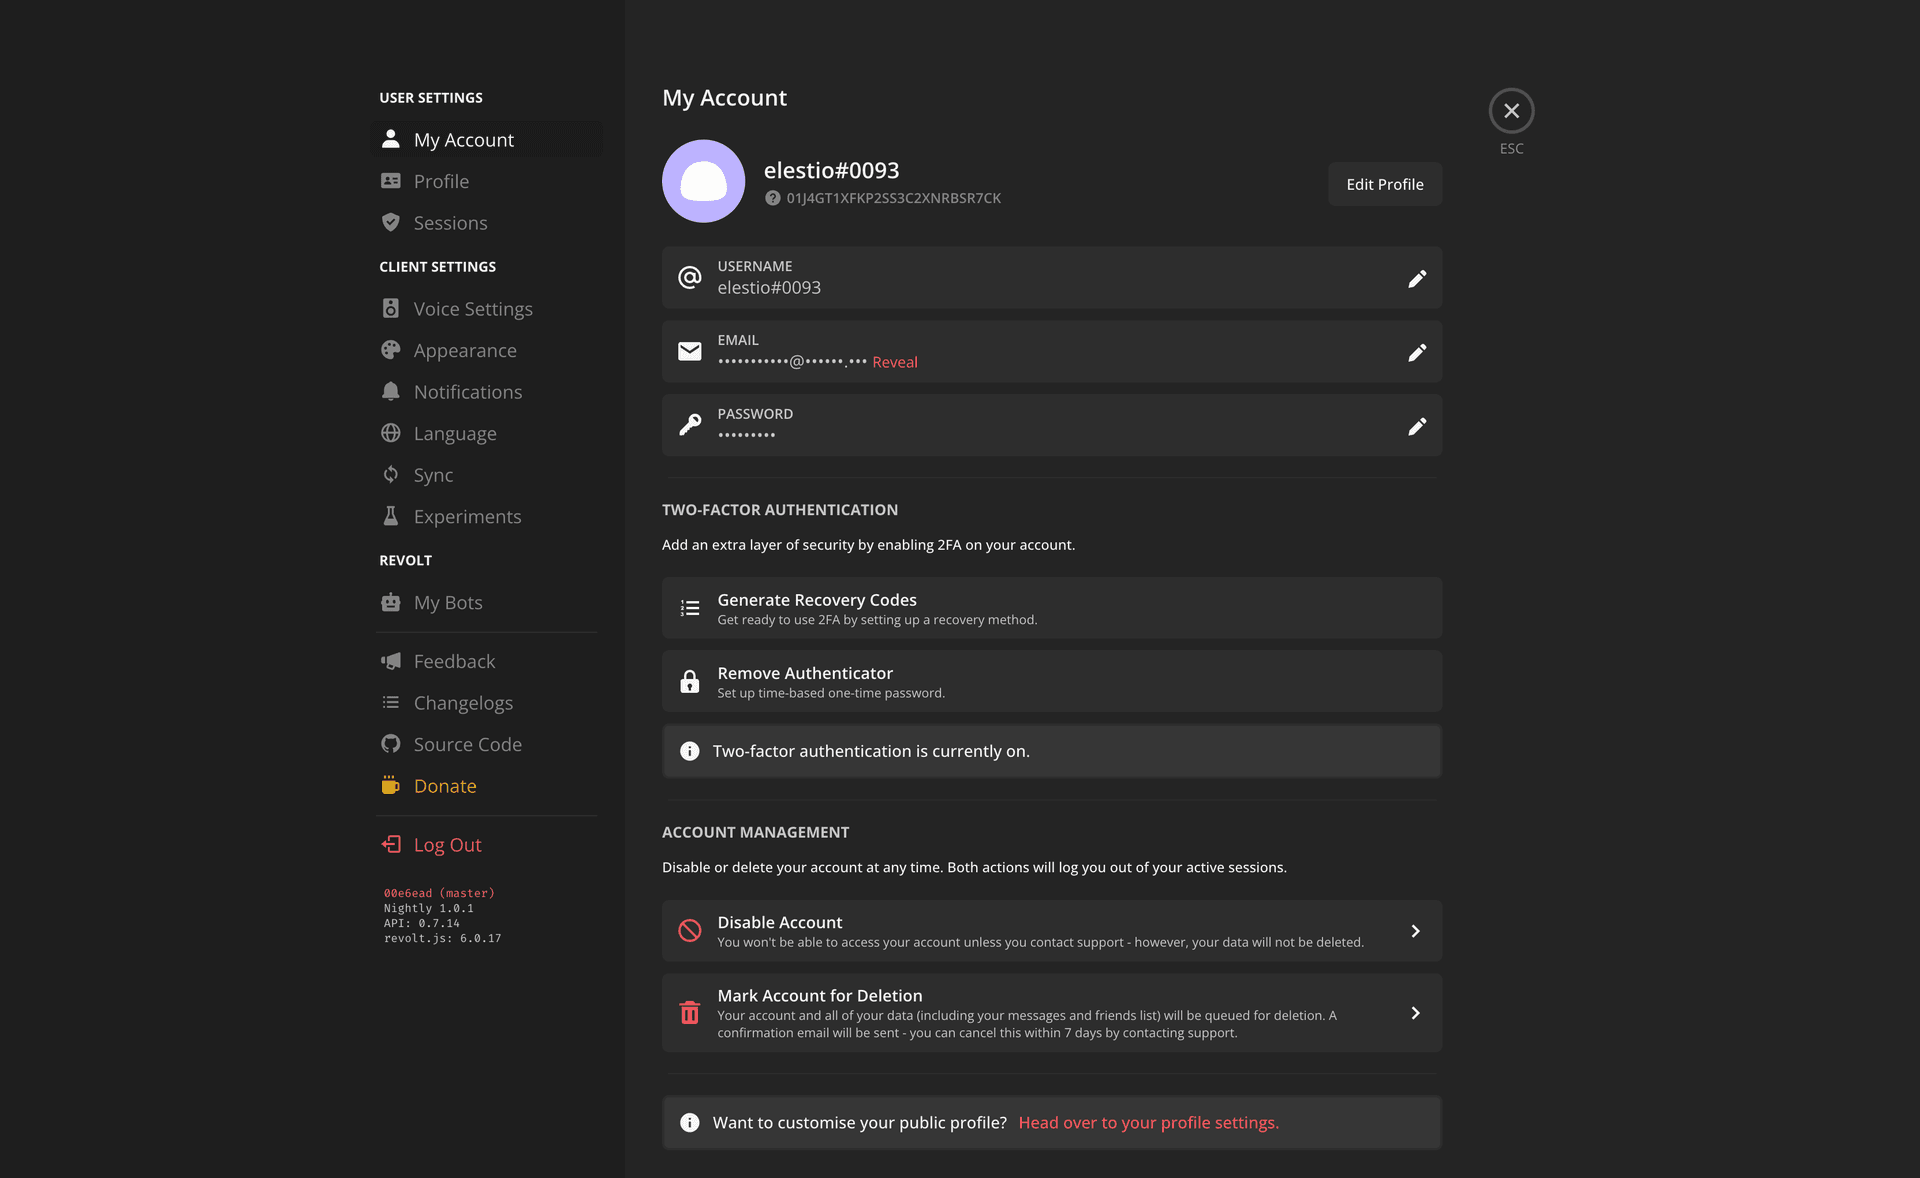 USER SETTINGS
My Account
Profile
Sessions
CLIENT SETTINGS
Voice Settings
Appearance
Notifications
Language
Sync
Experiments
REVOLT
My Bots
Feedback
Changelogs
Source Code
Donate
Log Out
00e6ead (master)
Nightly 1.0.1
API: 0.7.14
revolt.js: 6.0.17
My Account
elestio#0093
01J4GT1XFKP2SS3C2XNRBSR7CK
Edit Profile
ESC
USERNAME
elestio#0093
EMAIL
•••••••••••@••••••.••• Reveal
PASSWORD
•••••••••
TWO-FACTOR AUTHENTICATION
Add an extra layer of security by enabling 2FA on your account.
Generate Recovery Codes
Get ready to use 2FA by setting up a recovery method.
Remove Authenticator
Set up time-based one-time password.
Two-factor authentication is currently on.
ACCOUNT MANAGEMENT
Disable or delete your account at any time. Both actions will log you out of your active sessions.
Disable Account
You won't be able to access your account unless you contact support - however, your data will not be deleted.
Mark Account for Deletion
Your account and all of your data (including your messages and friends list) will be queued for deletion. A
confirmation email will be sent - you can cancel this within 7 days by contacting support.
Want to customise your public profile? Head over to your profile settings.